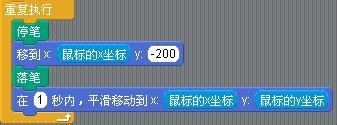 重复执行
停笔
移到 x: 鼠标的x坐标 y: -200
落笔
在 1 秒内，平滑移动到 x: 鼠标的x坐标 y: 鼠标的y坐标